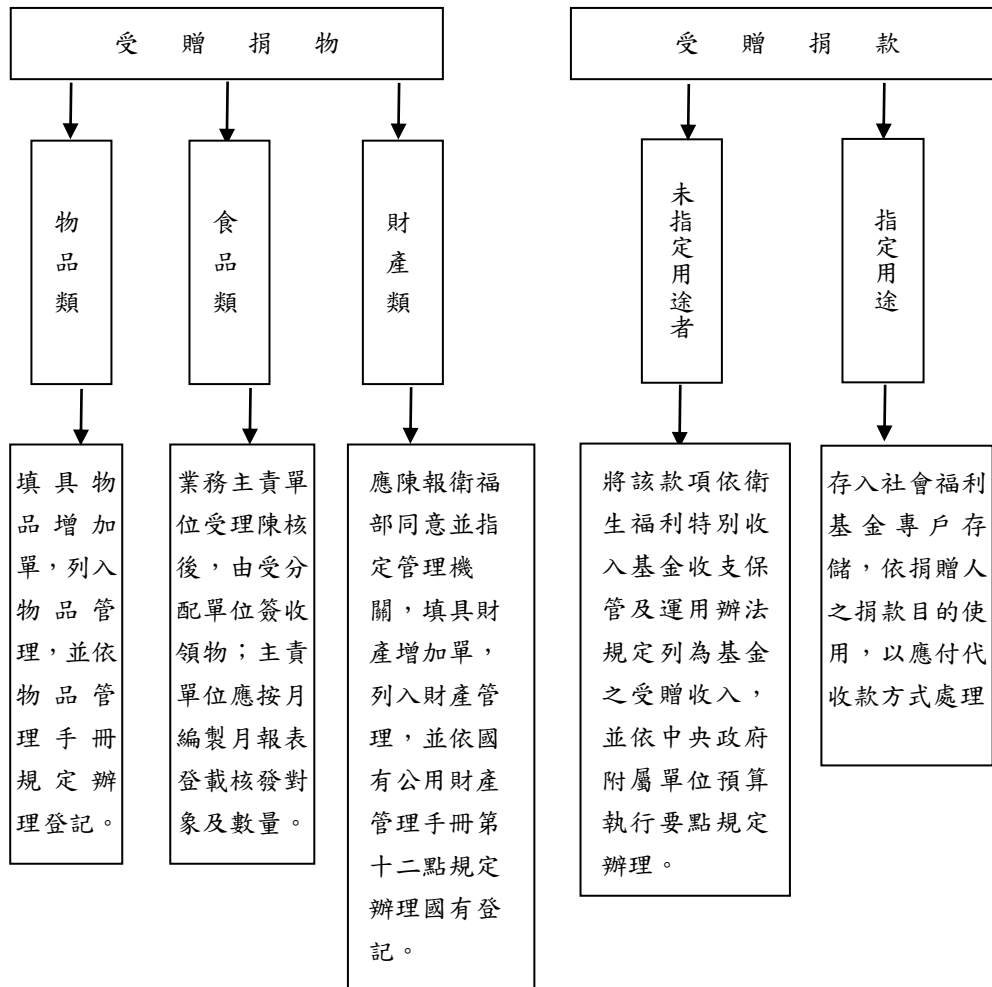 受贈捐物
受贈捐款
物品類
食品類
財產類
未指定用途者
指定用途
填具物
品增加
單，列入
物品管
理，並依
物品管
理手冊
規定辦
理登記。
業務主責單
位受理陳核
後，由受分
配單位簽收
領物；主責
單位應按月
編製月報表
登載核發對
象及數量。
應陳報衛福
部同意並指
定管理機
關，填具財
產增加單，
列入財產管
理，並依國
有公用財產
管理手冊第
十二點規定
辦理國有登
記。
將該款項依衛
生福利特別收
入基金收支保
管及運用辦法
規定列為基金
之受贈收入，
並依中央政府
附屬單位預算
執行要點規定
辦理。
存入社會福利
基金專戶存
儲，依捐贈人
之捐款目的使
用，以應付代
收款方式處理